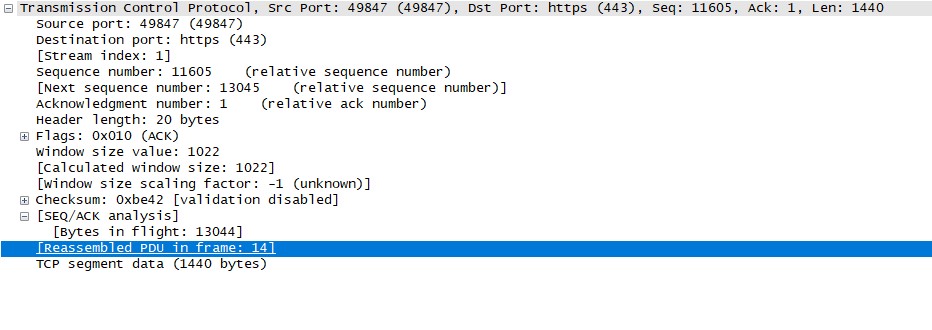 Transmission Control Protocol, Src Port: 49847 (49847), Dst Port: https (443), Seq: 11605, Ack: 1, Len: 1440
Source port: 49847 (49847)
Destination port: https (443)
[Stream index: 1]
Sequence number: 11605    (relative sequence number)
[Next sequence number: 13045    (relative sequence number)]
Acknowledgment number: 1    (relative ack number)
Header length: 20 bytes
Flags: 0x010 (ACK)
Window size value: 1022
[Calculated window size: 1022]
[Window size scaling factor: -1 (unknown)]
Checksum: 0xbe42 [validation disabled]
[SEQ/ACK analysis]
[Bytes in flight: 13044]
[Reassembled PDU in frame: 14]
TCP segment data (1440 bytes)